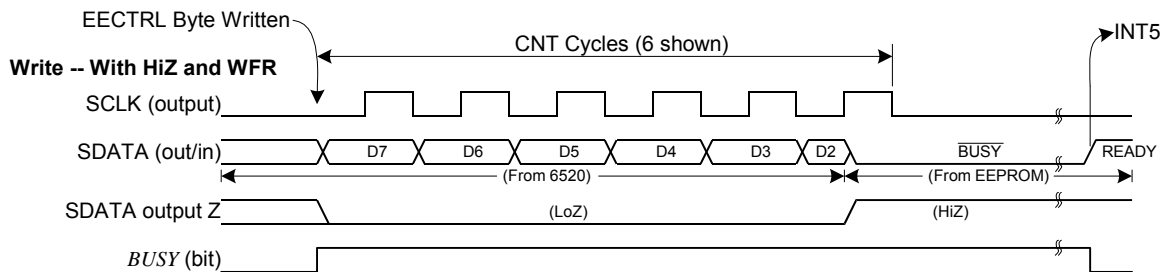 EECTRL Byte Written
INT5
CNT Cycles (6 shown)
Write -- With HiZ and WFR
SCLK (output)
SDATA (out/in) D7 D6 D5 D4 D3 D2 BUSY READY
(From 6520) (From EEPROM)
SDATA output Z (LoZ) (HiZ)
BUSY (bit)